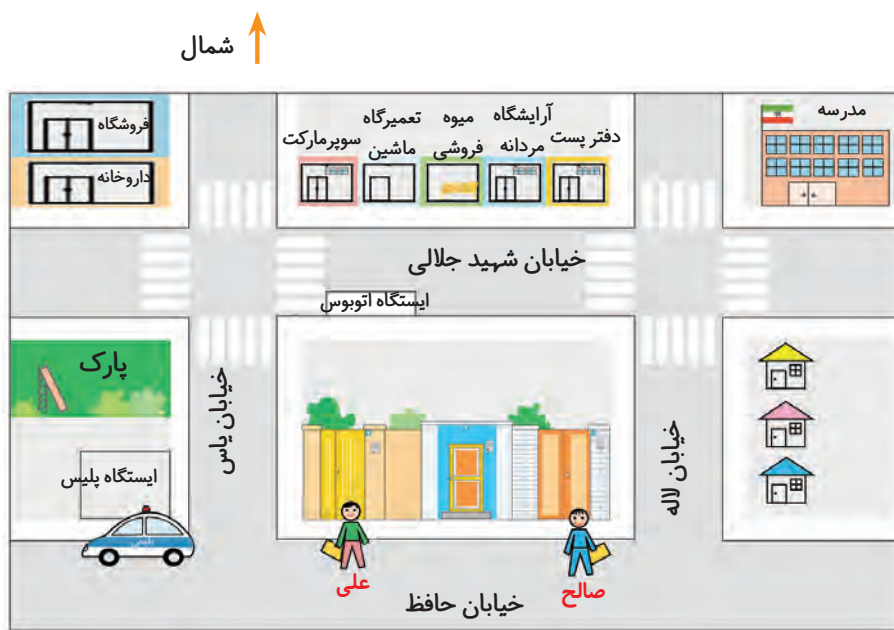 شمال
مدرسه
دفتر پست
آرایشگاه
مردانه
میوه
فروشی
تعمیرگاه
ماشین
سوپرمارکت
فروشگاه
داروخانه
خیابان شهید جلالی
ایستگاه اتوبوس
پارک
خیابان یاس
خیابان لاله
ایستگاه پلیس
پلیس
صالح
علی
خیابان حافظ